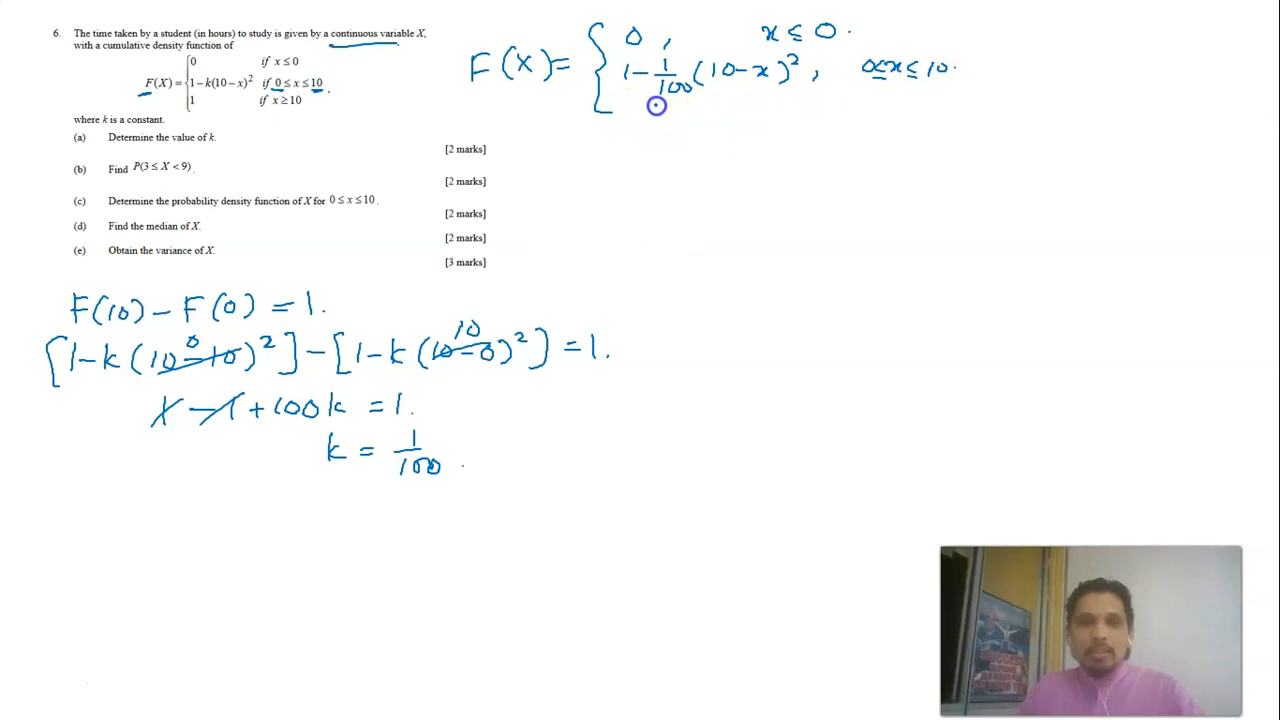 6. The time taken by a student (in hours) to study is given by a continuous variable X,
with a cumulative density function of
F(X) = { 0 if x ≤ 0
1−k(10−x)² if 0 ≤ x ≤ 10 .
1 if x ≥ 10
where k is a constant.
(a) Determine the value of k.
[2 marks]
(b) Find P(3 ≤ X < 9) .
[2 marks]
(c) Determine the probability density function of X for 0 ≤ x ≤ 10 .
[2 marks]
(d) Find the median of X.
[2 marks]
(e) Obtain the variance of X.
[3 marks]
F(X) = { 0 , x ≤ 0 .
1 − 1/100 (10 − x)² , 0 ≤ x ≤ 10 .
F(10) − F(0) = 1 .
[1 − k (10 − 10)²] − [1 − k (10 − 0)²] = 1 .
0 10
1 − 1 + 100k = 1 .
k = 1/100 .